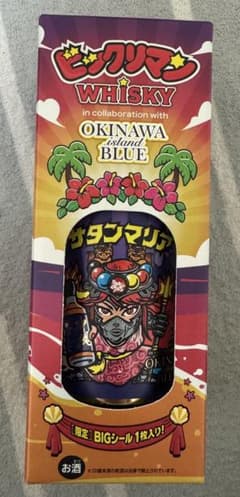 ビックリマン
WHISKY
in collaboration with
OKINAWA
island
BLUE
サタンマリア
「限定」BIGシール1枚入り!
お酒